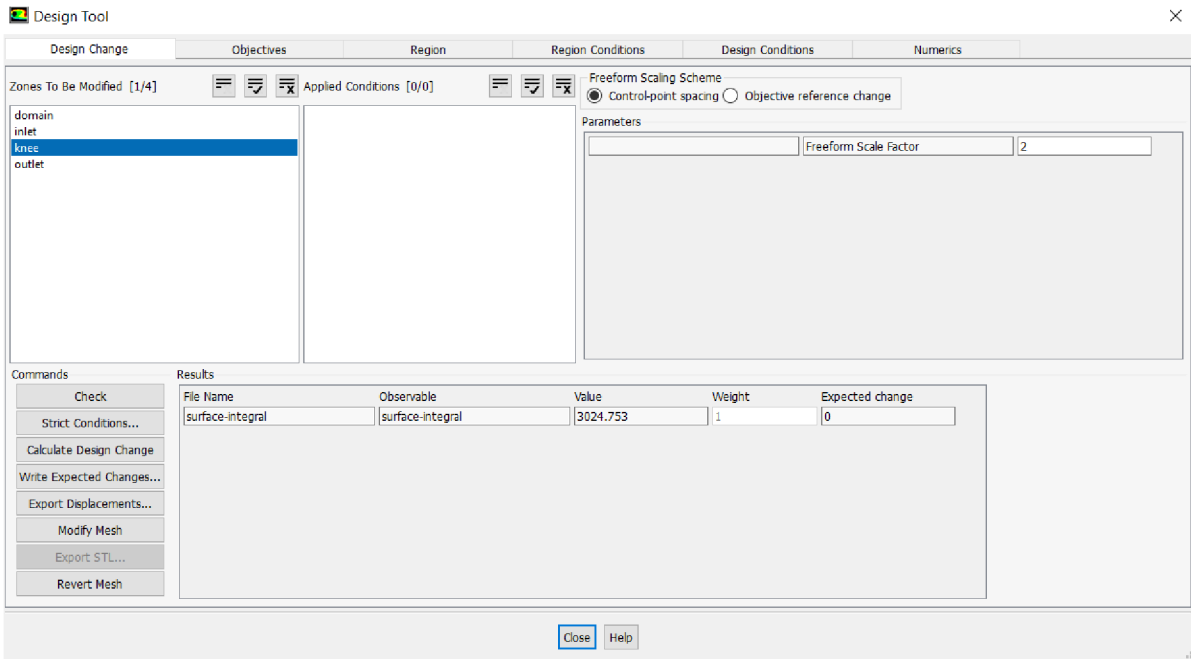 Design Tool
Design Change Objectives Region Region Conditions Design Conditions Numerics
Zones To Be Modified [1/4]
domain
inlet
knee
outlet
Applied Conditions [0/0]
Freeform Scaling Scheme
Control-point spacing Objective reference change
Parameters
Freeform Scale Factor 2
Commands
Check
Strict Conditions...
Calculate Design Change
Write Expected Changes...
Export Displacements...
Modify Mesh
Export STL...
Revert Mesh
Results
File Name Observable Value Weight Expected change
surface-integral surface-integral 3024.753 1 0
Close Help